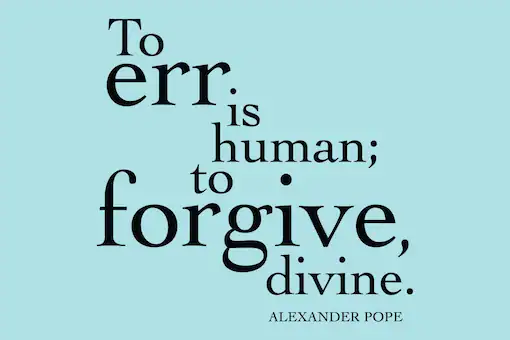 To
err
is
human;
to
forgive,
divine.
ALEXANDER POPE